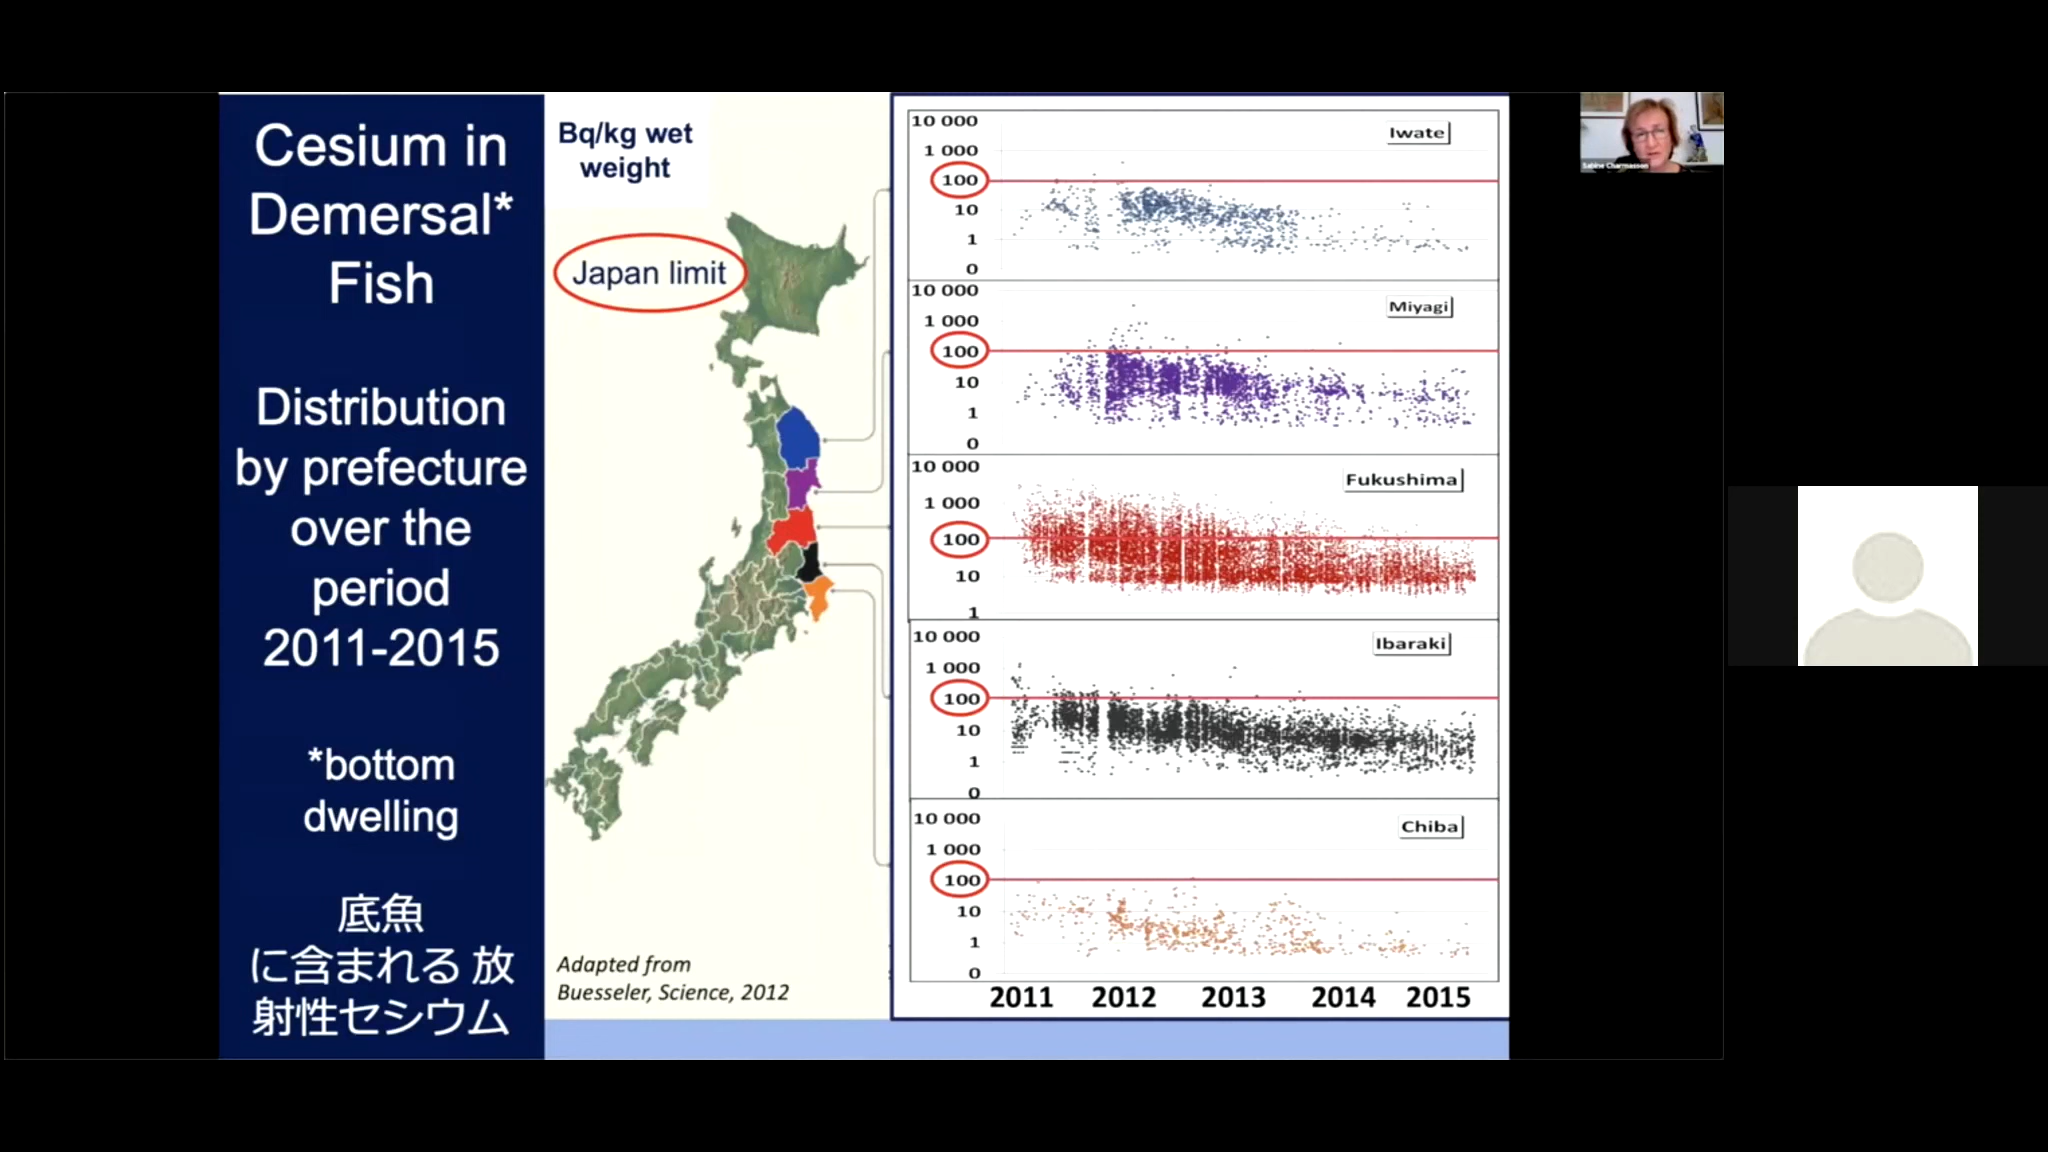 Cesium in
Demersal*
Fish
Distribution
by prefecture
over the
period
2011-2015
*bottom
dwelling
底魚
に含まれる 放
射性セシウム
Bq/kg wet
weight
Japan limit
Adapted from
Buesseler, Science, 2012
10 000
Iwate
1 000
100
10
1
0
10 000
Miyagi
1 000
100
10
1
0
10 000
Fukushima
1 000
100
10
1
10 000
Ibaraki
1 000
100
10
1
0
10 000
Chiba
1 000
100
10
1
0
2011 2012 2013 2014 2015
Sabine Charmasson